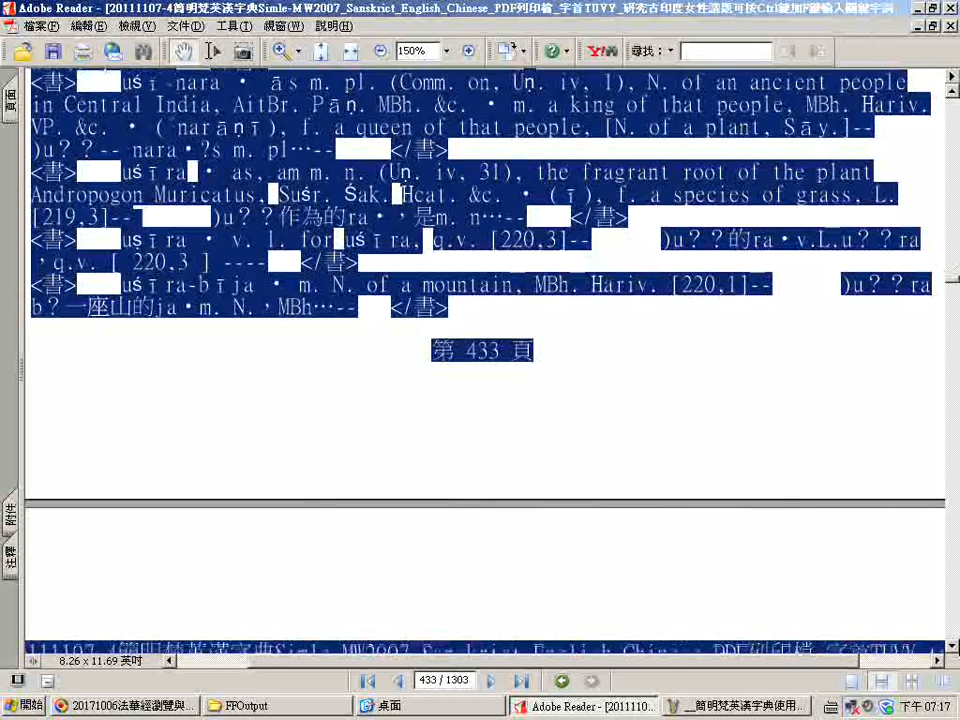 Adobe Reader - [20111107-4簡明梵英漢字典Simle-MW2007_Sanskrict_English_Chinese_PDF列印檔_字首TUVY_研究古印度女性議題可按Ctrl鍵加F鍵輸入關鍵字詞
檔案(F) 編輯(E) 檢視(V) 文件(D) 工具(T) 視窗(W) 說明(H)
150% Y! 尋找:
頁面
<書> uśī-nara • ās m. pl. (Comm. on, Uṇ. iv, 1), N. of an ancient people
in Central India, AitBr. Pāṇ. MBh. &c. • m. a king of that people, MBh. Hariv.
VP. &c. • (°narāṇī), f. a queen of that people, [N. of a plant, Sāy.]--
)u??-- nara•?s m. pl…-- </書>
<書> uśīra • as, am m. n. (Uṇ. iv, 31), the fragrant root of the plant
Andropogon Muricatus, Suśr. Śak. Hcat. &c. • (ī), f. a species of grass, L.
[219,3]-- )u??作為的ra•,是m. n…-- </書>
<書> uṣīra • v. l. for uśīra, q.v. [220,3]-- )u??的ra•v.L.u??ra
,q.v. [ 220,3 ] ---- </書>
<書> uśīra-bīja • m. N. of a mountain, MBh. Hariv. [220,1]-- )u??ra
b?一座山的ja•m. N.,MBh…-- </書>
第 433 頁
附件
注釋
8.26 x 11.69 英吋
433 / 1303
開始 20171006法華經瀏覽與... FFOutput 桌面 Adobe Reader - [2011110... __簡明梵英漢字典使用... 下午 07:17